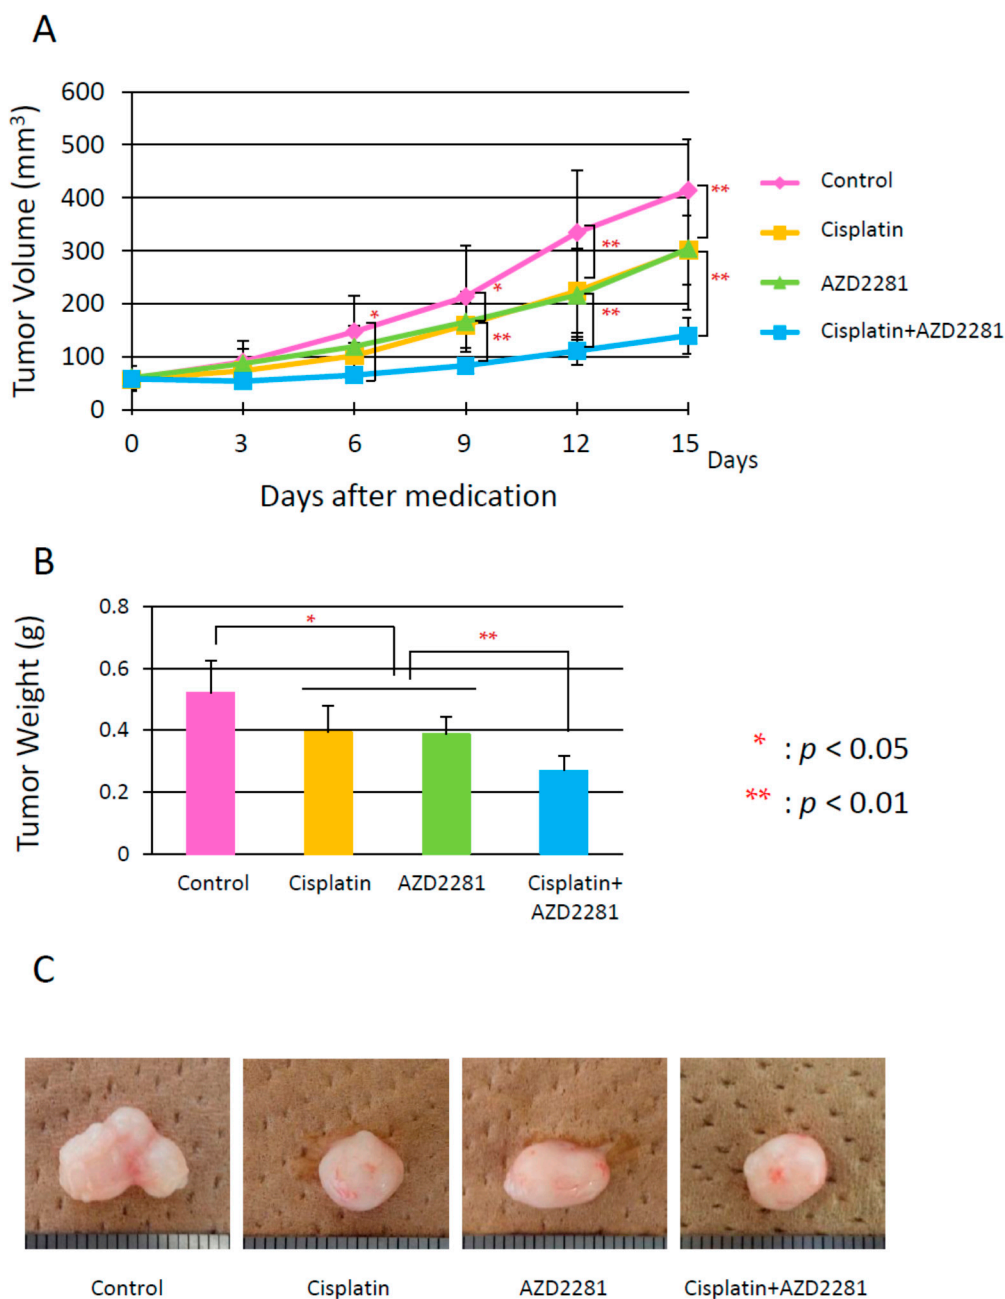 A
Tumor Volume (mm³)
600
500
400
300
200
100
0
0 3 6 9 12 15
Days
Days after medication
*
*
**
**
**
**
**
Control
Cisplatin
AZD2281
Cisplatin+AZD2281
B
Tumor Weight (g)
0.8
0.6
0.4
0.2
0
*
**
Control
Cisplatin
AZD2281
Cisplatin+
AZD2281
* : p < 0.05
** : p < 0.01
C
Control
Cisplatin
AZD2281
Cisplatin+AZD2281